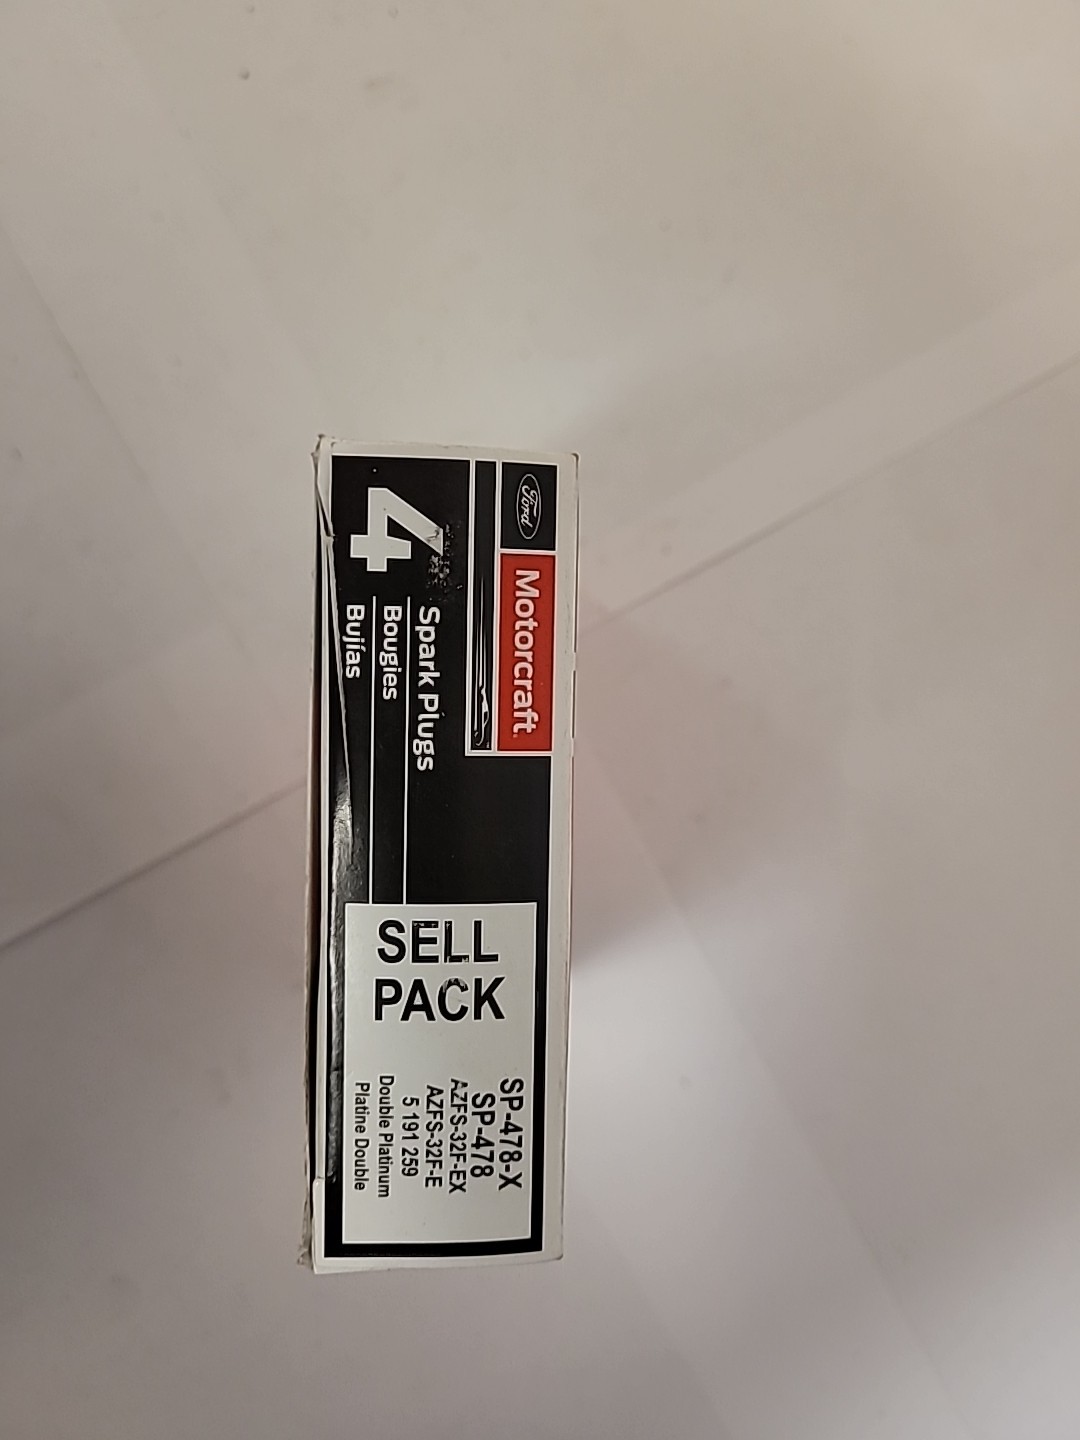 Ford
Motorcraft
4
Spark Plugs
Bougies
Bujías
SELL
PACK
SP-478-X
SP-478
AZFS-32F-EX
AZFS-32F-E
5 191 259
Double Platinum
Platine Double